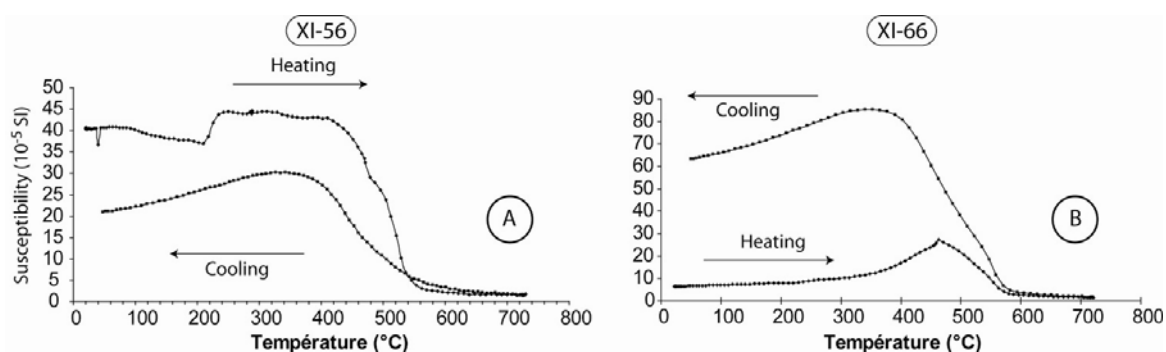 XI-56
XI-66
Heating
Cooling
Susceptibility (10⁻⁵ SI)
50
45
40
35
30
25
20
15
10
5
0
0 100 200 300 400 500 600 700 800
Température (°C)
A
Cooling
Heating
90
80
70
60
50
40
30
20
10
0
0 100 200 300 400 500 600 700 800
Température (°C)
B